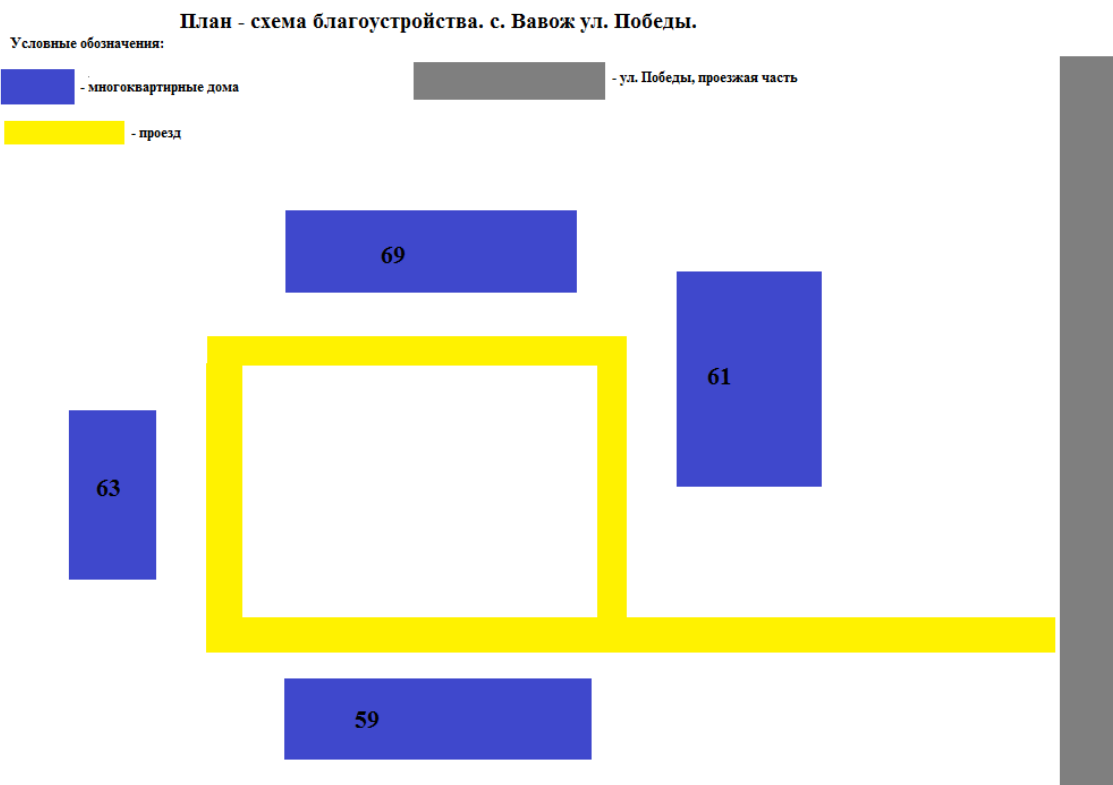 План - схема благоустройства. с. Вавож ул. Победы.
Условные обозначения:
- многоквартирные дома
- ул. Победы, проезжая часть
- проезд
69
61
63
59